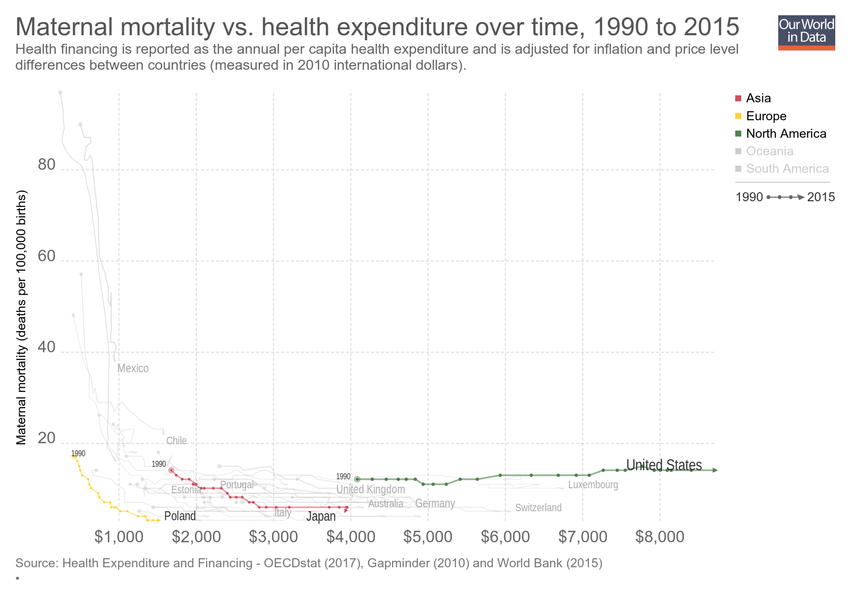 Maternal mortality vs. health expenditure over time, 1990 to 2015
Health financing is reported as the annual per capita health expenditure and is adjusted for inflation and price level
differences between countries (measured in 2010 international dollars).
Our World
in Data
Asia
Europe
North America
Oceania
South America
1990 2015
Maternal mortality (deaths per 100,000 births)
80
60
40
20
Mexico
Chile
1990
1990
1990
United States
Estonia
Portugal
United Kingdom
Luxembourg
Australia
Germany
Switzerland
Poland
Italy
Japan
$1,000
$2,000
$3,000
$4,000
$5,000
$6,000
$7,000
$8,000
Source: Health Expenditure and Financing - OECDstat (2017), Gapminder (2010) and World Bank (2015)
•